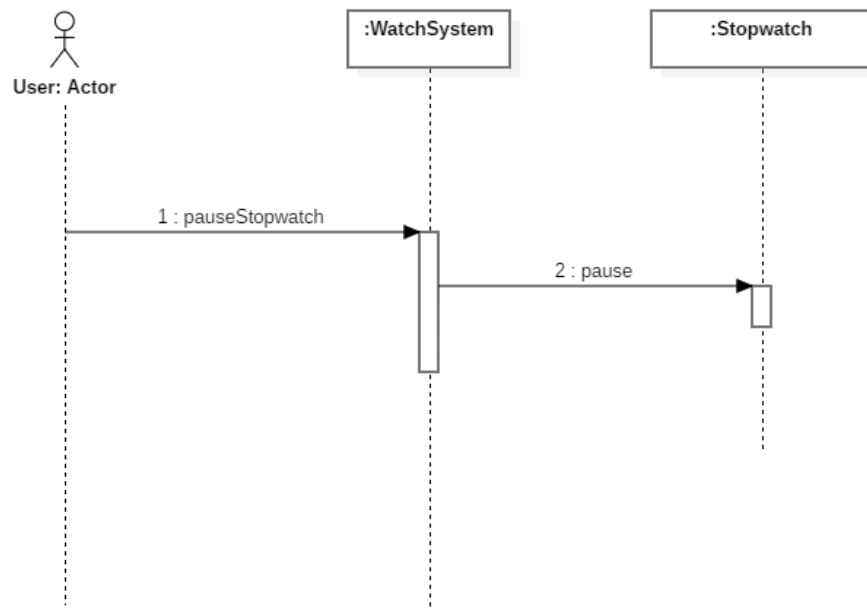 :WatchSystem
:Stopwatch
User: Actor
1 : pauseStopwatch
2 : pause